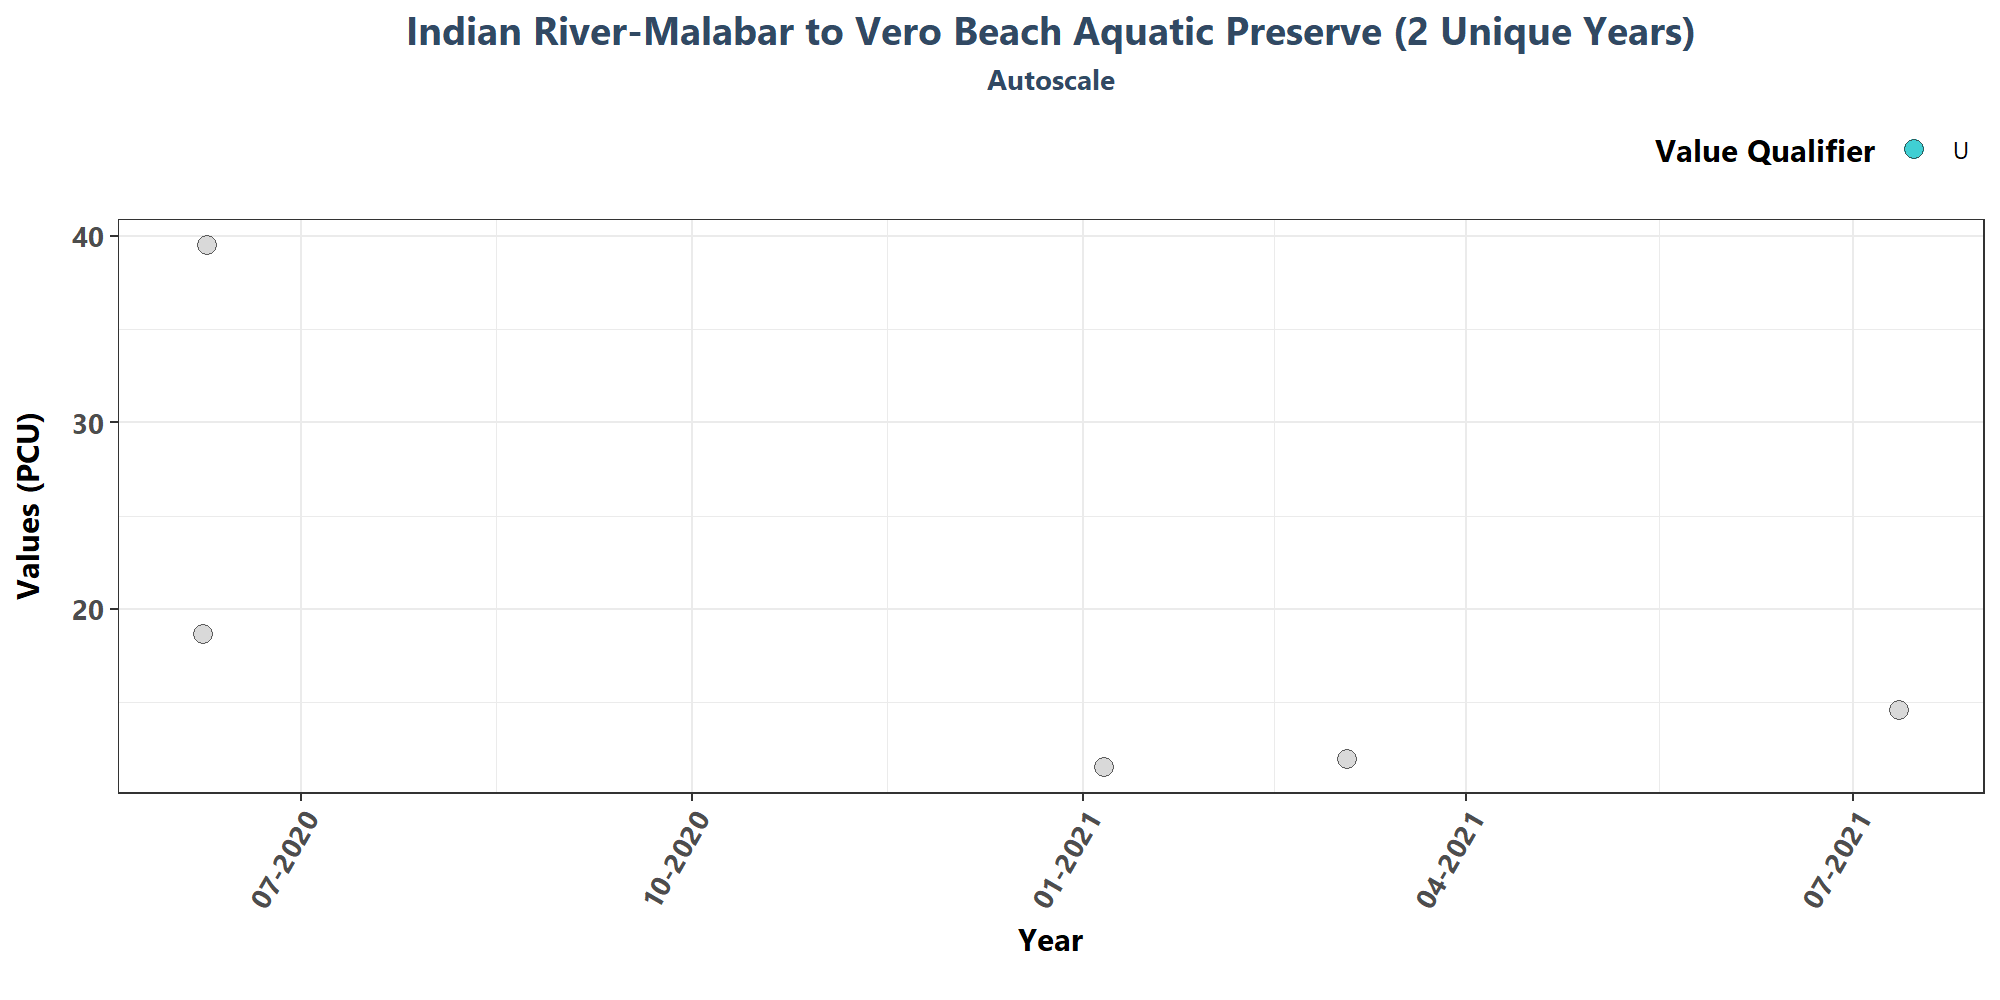 Indian River-Malabar to Vero Beach Aquatic Preserve (2 Unique Years)
Autoscale
Value Qualifier U
40
30
20
Values (PCU)
07-2020
10-2020
01-2021
04-2021
07-2021
Year